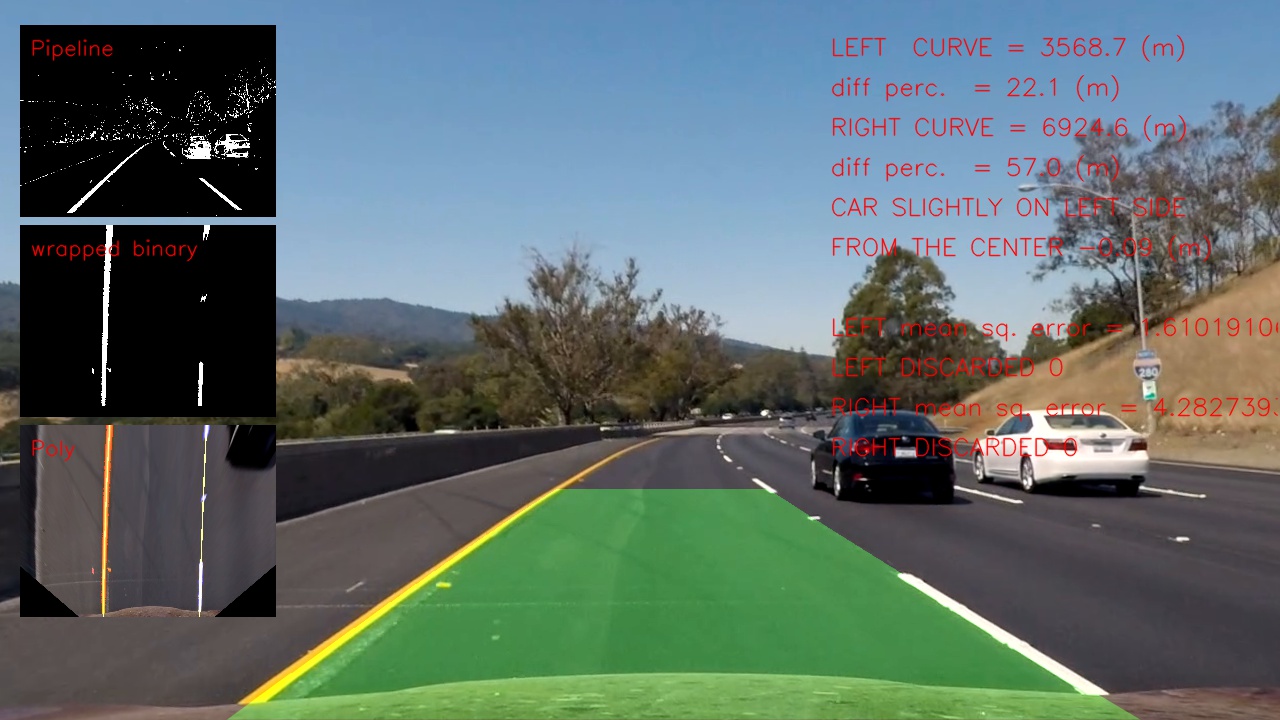 Pipeline
wrapped binary
Poly
LEFT CURVE = 3568.7 (m)
diff perc. = 22.1 (m)
RIGHT CURVE = 6924.6 (m)
diff perc. = 57.0 (m)
CAR SLIGHTLY ON LEFT SIDE
FROM THE CENTER -0.09 (m)
LEFT mean sq. error = 1.6101910
LEFT DISCARDED 0
RIGHT mean sq. error = 4.282739
RIGHT DISCARDED 0
280